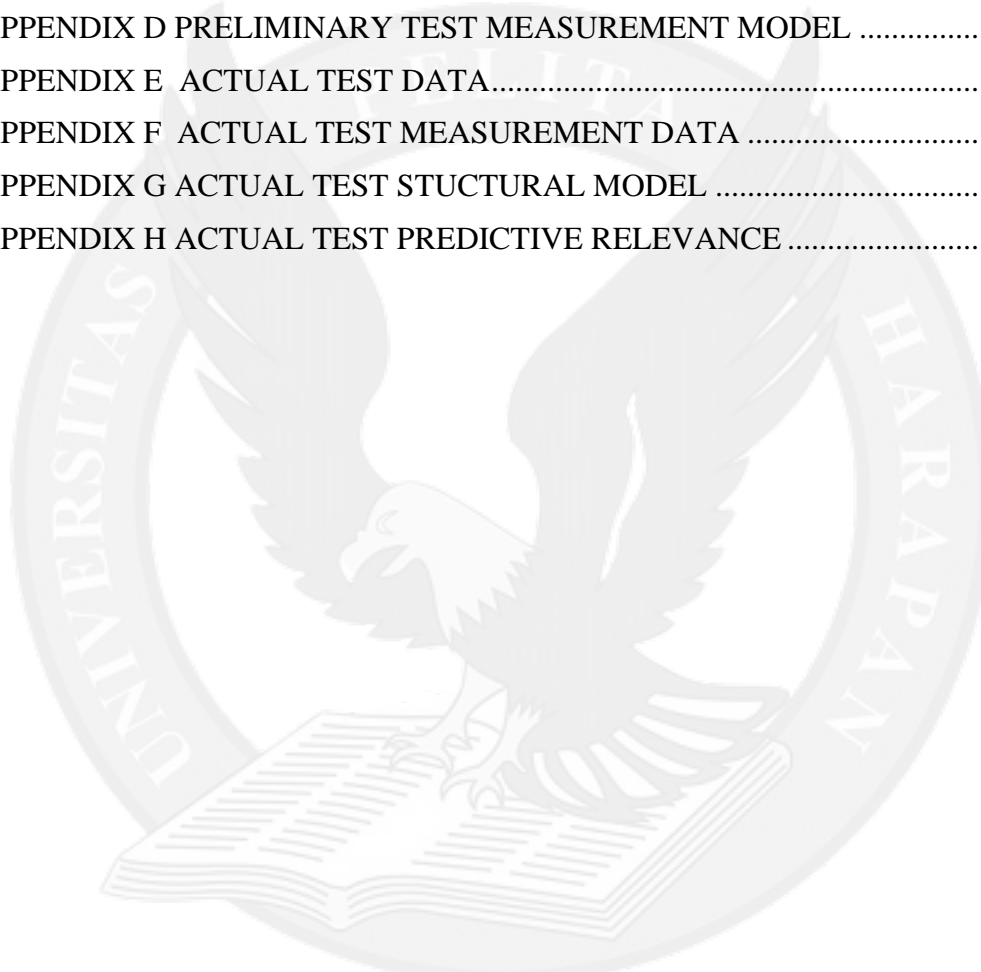 PPENDIX D PRELIMINARY TEST MEASUREMENT MODEL ..............
PPENDIX E  ACTUAL TEST DATA.......................................................
PPENDIX F  ACTUAL TEST MEASUREMENT DATA ..........................
PPENDIX G ACTUAL TEST STUCTURAL MODEL ..............................
PPENDIX H ACTUAL TEST PREDICTIVE RELEVANCE ......................
UNIVERSITAS
PELITA
HARAPAN